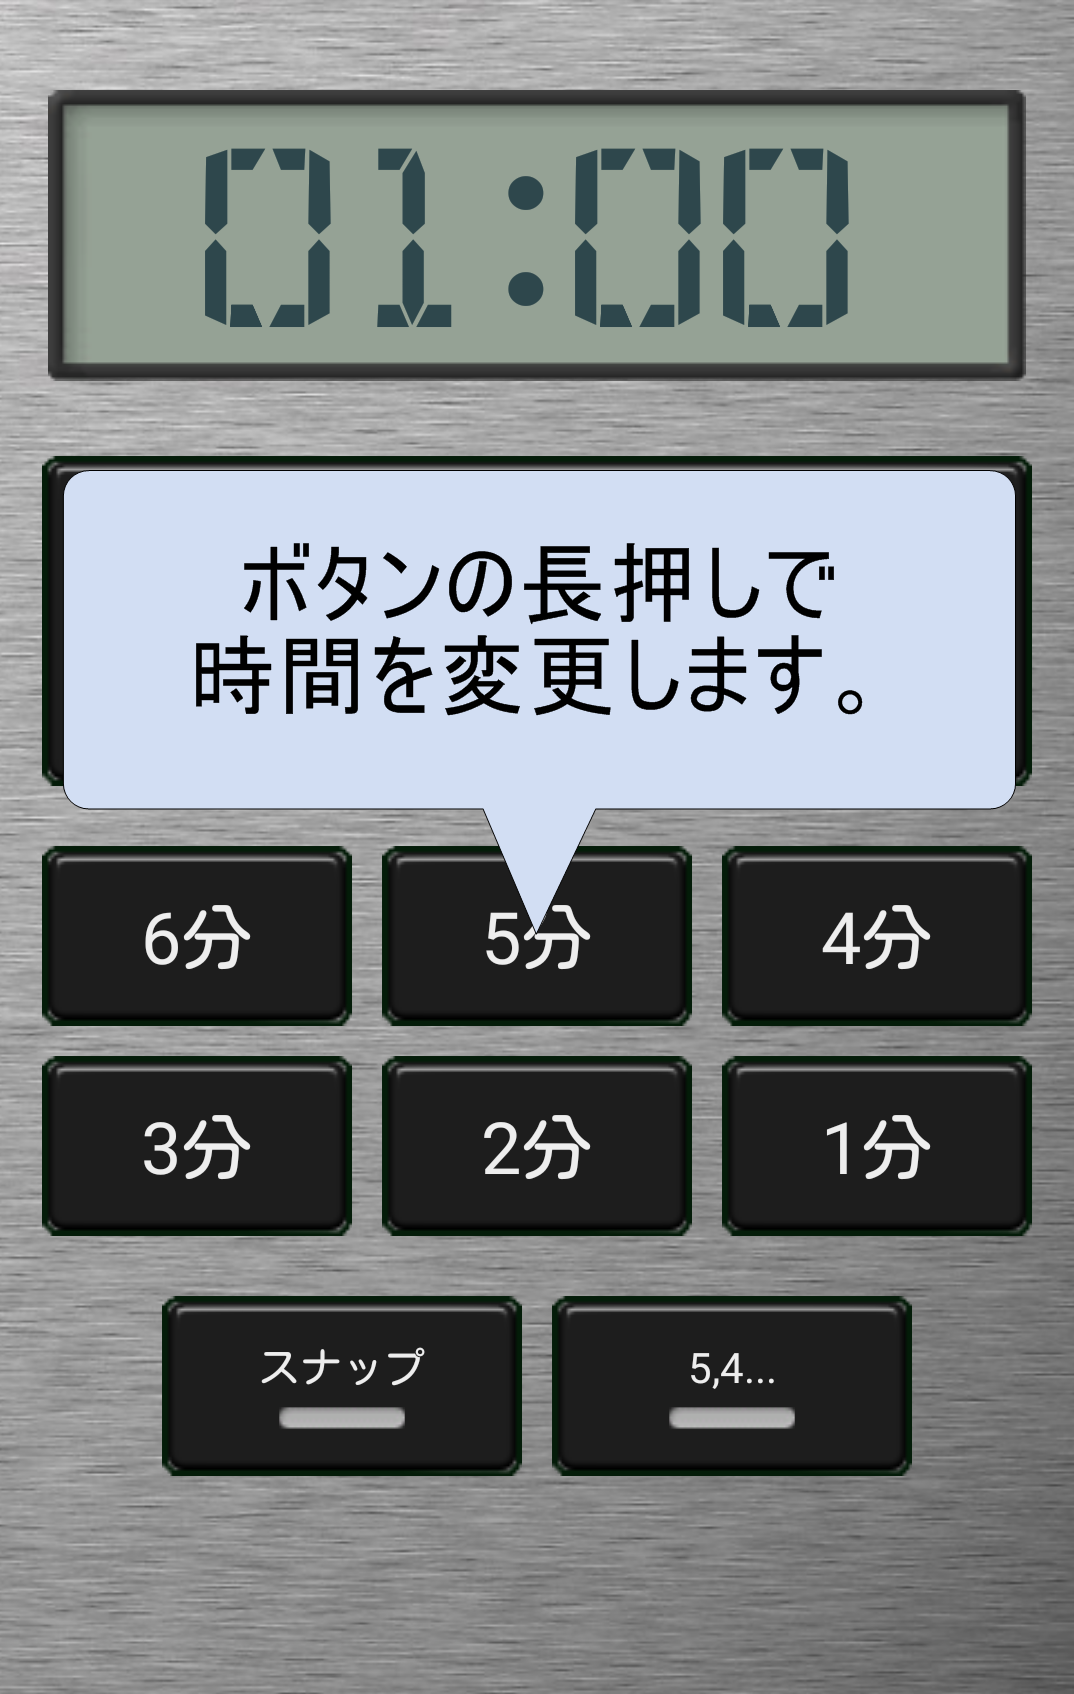 01:00
ボタンの長押しで
時間を変更します。
6分
5分
4分
3分
2分
1分
スナップ
5,4...